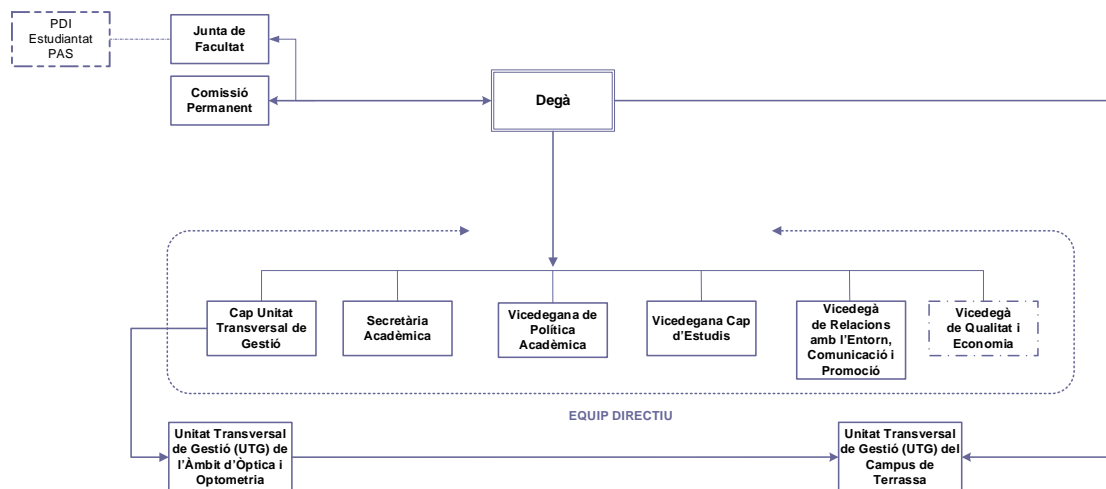 PDI
Estudiantat
PAS
Junta de
Facultat
Comissió
Permanent
Degà
Cap Unitat
Transversal de
Gestió
Secretària
Acadèmica
Vicedegana de
Política
Acadèmica
Vicedegana Cap
d'Estudis
Vicedegà
de Relacions
amb l'Entorn,
Comunicació i
Promoció
Vicedegà
de Qualitat i
Economia
EQUIP DIRECTIU
Unitat Transversal
de Gestió (UTG) de
l'Àmbit d'Òptica i
Optometria
Unitat Transversal
de Gestió (UTG) del
Campus de
Terrassa